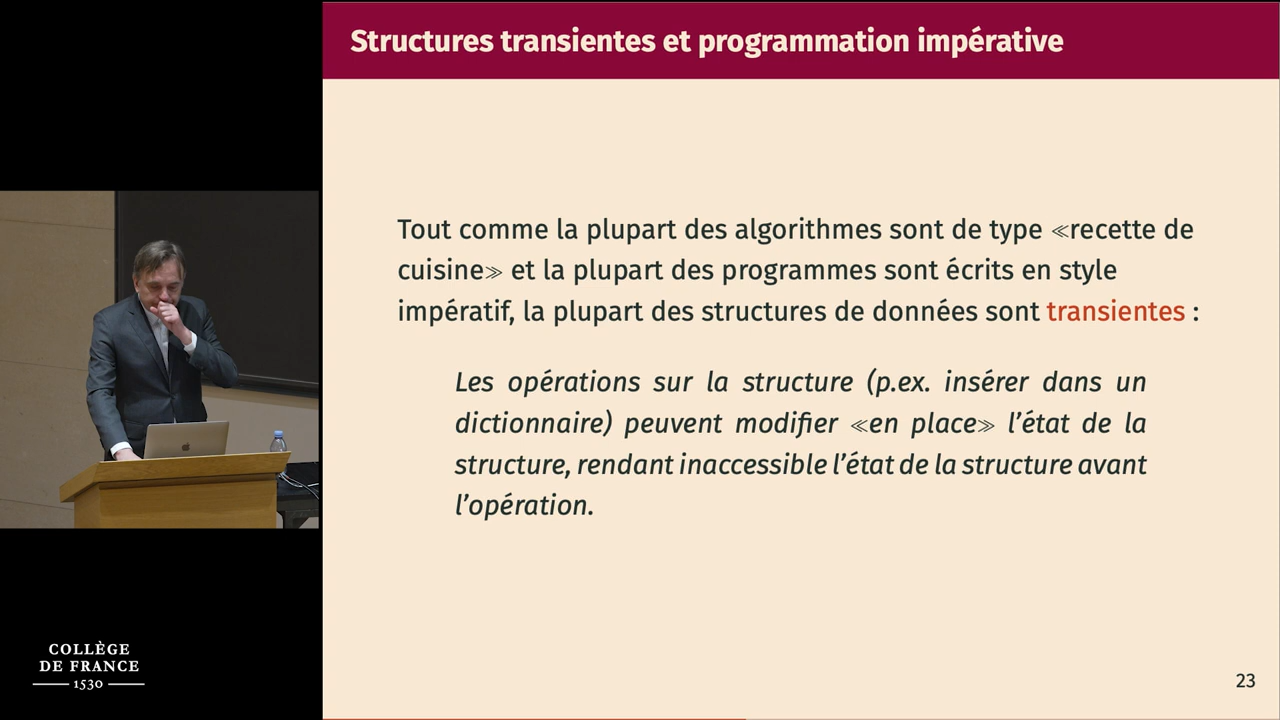 Structures transientes et programmation impérative
Tout comme la plupart des algorithmes sont de type «recette de
cuisine» et la plupart des programmes sont écrits en style
impératif, la plupart des structures de données sont transientes :
Les opérations sur la structure (p.ex. insérer dans un
dictionnaire) peuvent modifier «en place» l’état de la
structure, rendant inaccessible l’état de la structure avant
l’opération.
COLLÈGE
DE FRANCE
1530
23